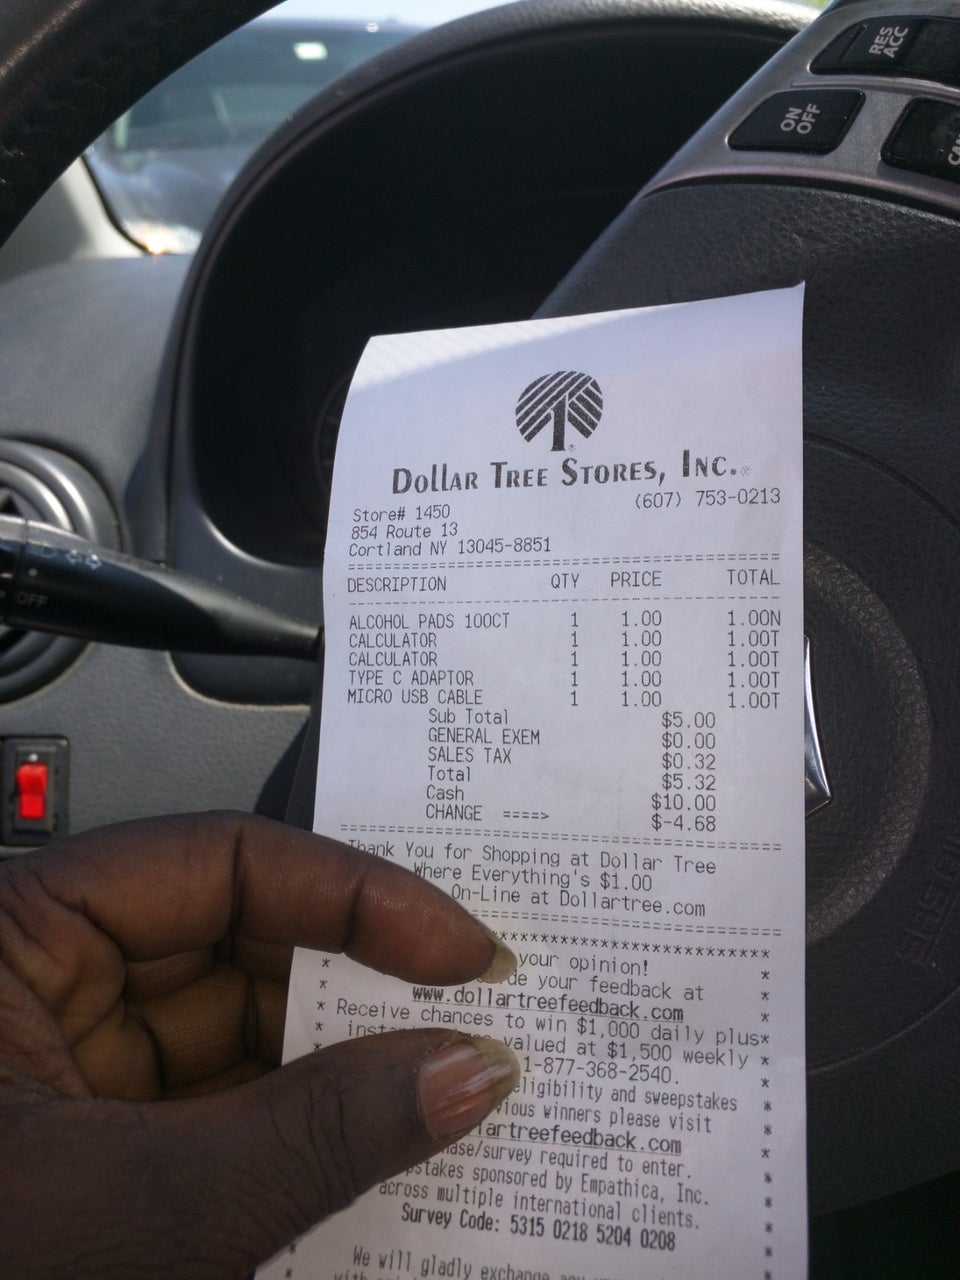 RES
ACC
ON
OFF
CAN
OFF
1
Dollar Tree Stores, Inc.®
Store# 1450 (607) 753-0213
854 Route 13
Cortland NY 13045-8851
DESCRIPTION QTY PRICE TOTAL
ALCOHOL PADS 100CT 1 1.00 1.00N
CALCULATOR 1 1.00 1.00T
CALCULATOR 1 1.00 1.00T
TYPE C ADAPTOR 1 1.00 1.00T
MICRO USB CABLE 1 1.00 1.00T
Sub Total $5.00
GENERAL EXEM $0.00
SALES TAX $0.32
Total $5.32
Cash $10.00
CHANGE ====> $-4.68
Thank You for Shopping at Dollar Tree
Where Everything's $1.00
On-Line at Dollartree.com
your opinion!
your feedback at
www.dollartreefeedback.com
Receive chances to win $1,000 daily plus
valued at $1,500 weekly
1-877-368-2540.
eligibility and sweepstakes
winners please visit
/survey required to enter.
sponsored by Empathica, Inc.
across multiple international clients.
Survey Code: 5315 0218 5204 0208
We will gladly exchange any